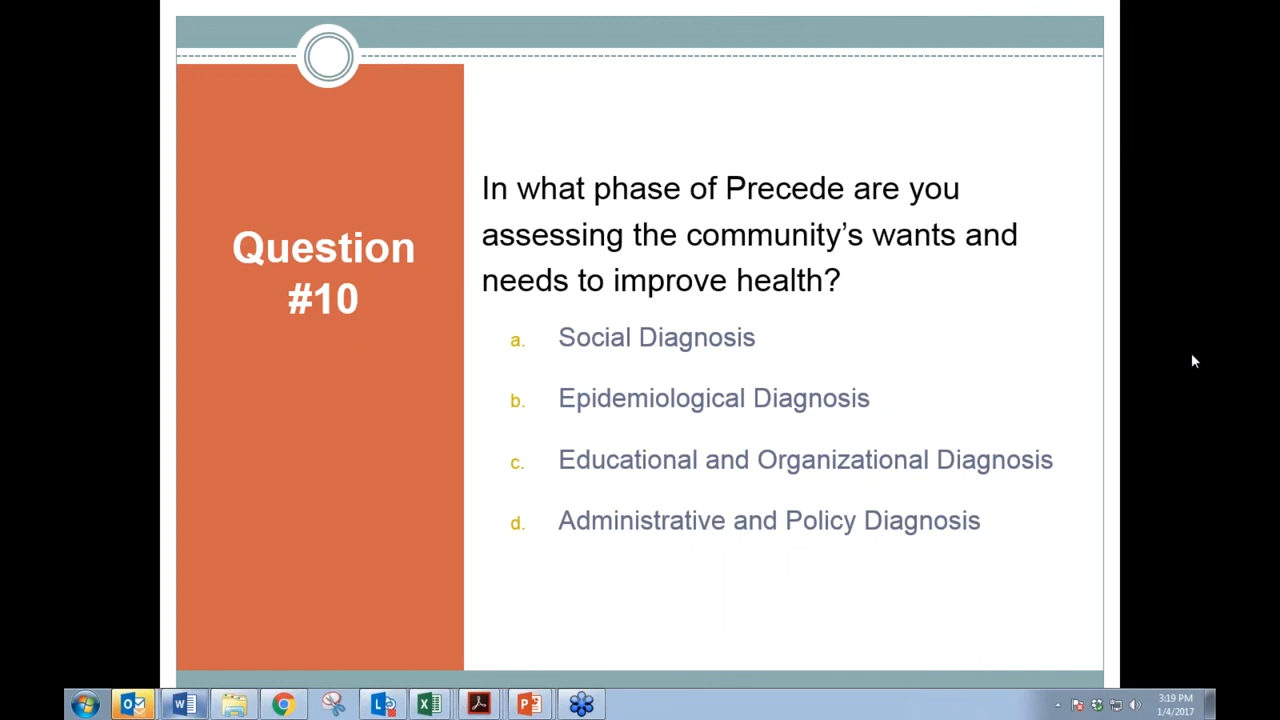 Question
#10
In what phase of Precede are you
assessing the community’s wants and
needs to improve health?
a. Social Diagnosis
b. Epidemiological Diagnosis
c. Educational and Organizational Diagnosis
d. Administrative and Policy Diagnosis
3:19 PM
1/4/2017